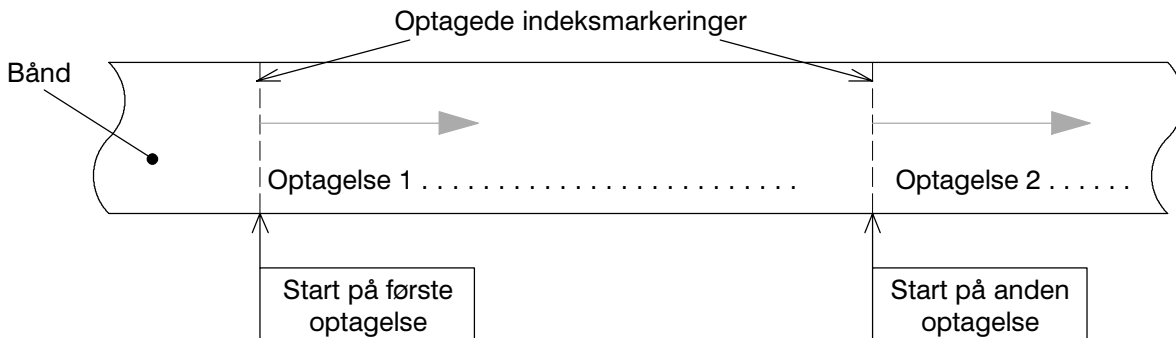 Optagede indeksmarkeringer
Bånd
Optagelse 1 . . . . . . . . . . . . . . . . . . . . . . . . .
Optagelse 2 . . . . . .
Start på første
optagelse
Start på anden
optagelse